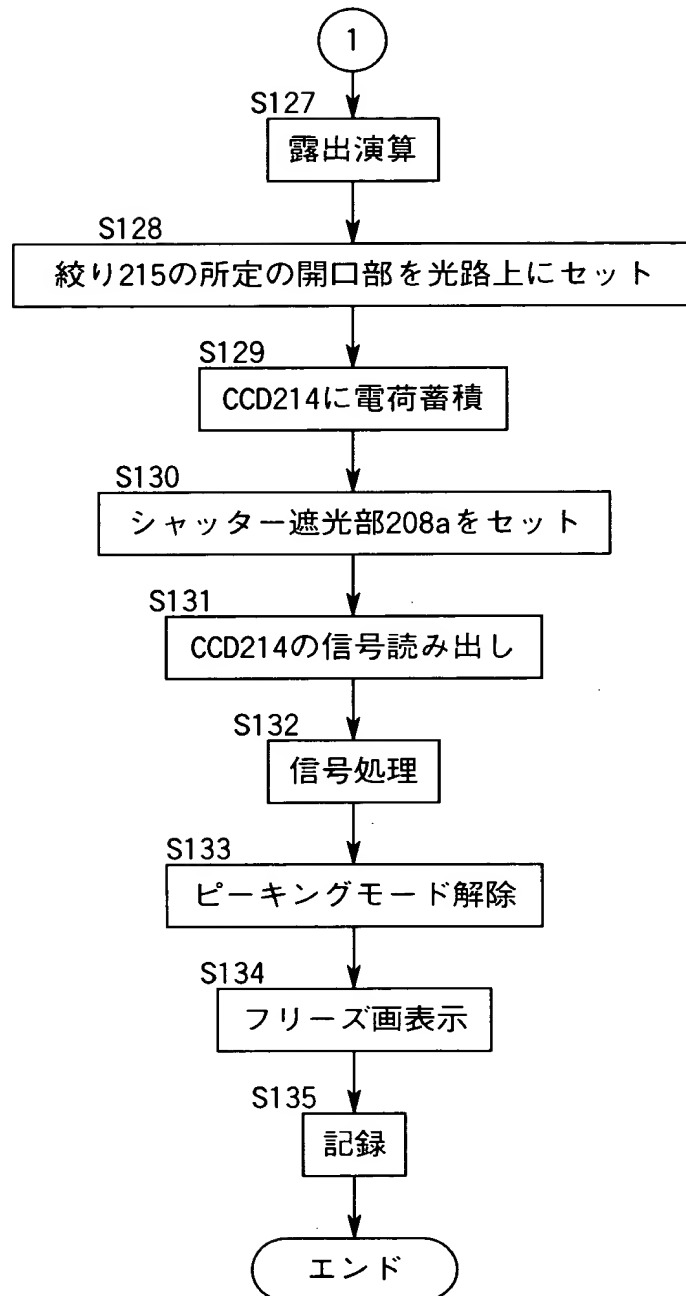 1
S127
露出演算
S128
絞り215の所定の開口部を光路上にセット
S129
CCD214に電荷蓄積
S130
シャッター遮光部208aをセット
S131
CCD214の信号読み出し
S132
信号処理
S133
ピーキングモード解除
S134
フリーズ画表示
S135
記録
エンド